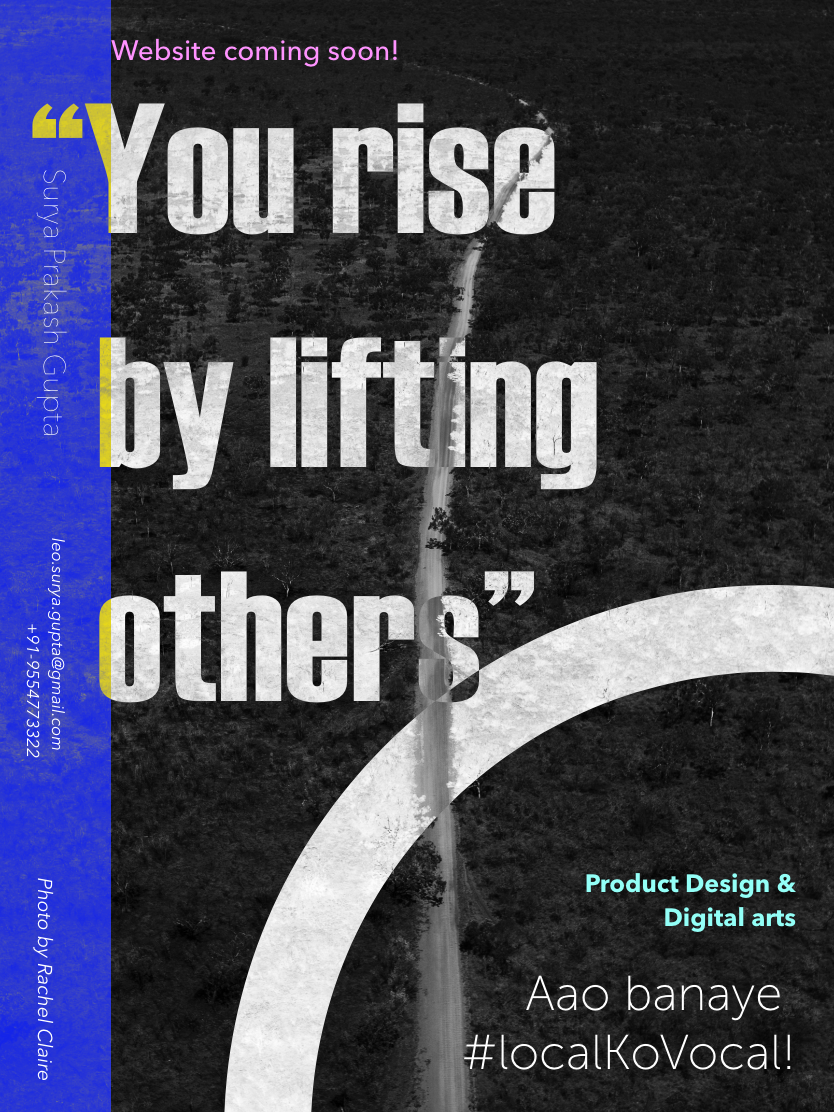 Website coming soon!
“You rise
by lifting
others”
Surya Prakash Gupta
leo.surya.gupta@gmail.com
+91-9554773322
Photo by Rachel Claire
Product Design &
Digital arts
Aao banaye
#localKoVocal!